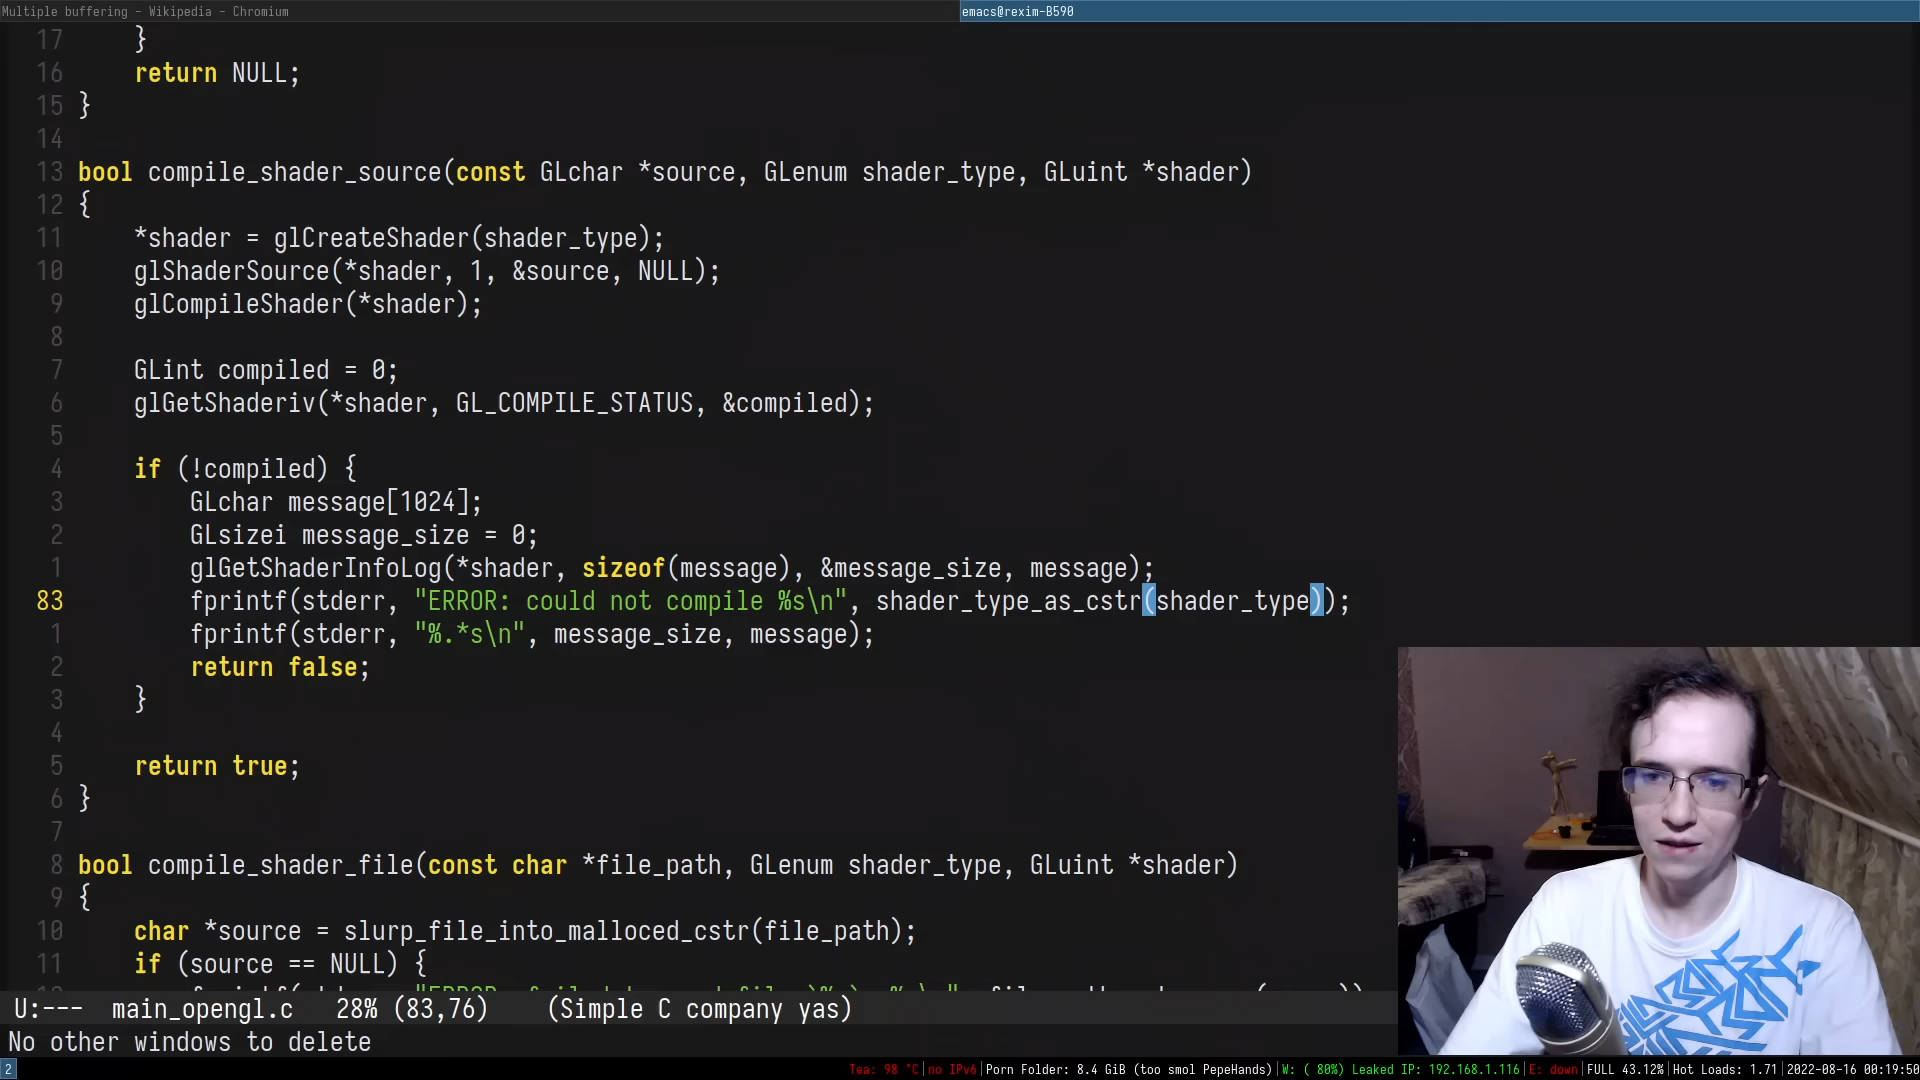 Multiple buffering - Wikipedia - Chromium
emacs@rexim-B590
17 }
16 return NULL;
15 }
14
13 bool compile_shader_source(const GLchar *source, GLenum shader_type, GLuint *shader)
12 {
11 *shader = glCreateShader(shader_type);
10 glShaderSource(*shader, 1, &source, NULL);
9 glCompileShader(*shader);
8
7 GLint compiled = 0;
6 glGetShaderiv(*shader, GL_COMPILE_STATUS, &compiled);
5
4 if (!compiled) {
3 GLchar message[1024];
2 GLsizei message_size = 0;
1 glGetShaderInfoLog(*shader, sizeof(message), &message_size, message);
83 fprintf(stderr, "ERROR: could not compile %s\n", shader_type_as_cstr(shader_type));
1 fprintf(stderr, "%.*s\n", message_size, message);
2 return false;
3 }
4
5 return true;
6 }
7
8 bool compile_shader_file(const char *file_path, GLenum shader_type, GLuint *shader)
9 {
10 char *source = slurp_file_into_malloced_cstr(file_path);
11 if (source == NULL) {
U:--- main_opengl.c 28% (83,76) (Simple C company yas)
No other windows to delete
2
Tea: 98 °C|no IPv6|Porn Folder: 8.4 GiB (too smol PepeHands)|W: ( 80%) Leaked IP: 192.168.1.116|E: down|FULL 43.12%|Hot Loads: 1.71|2022-08-16 00:19:50